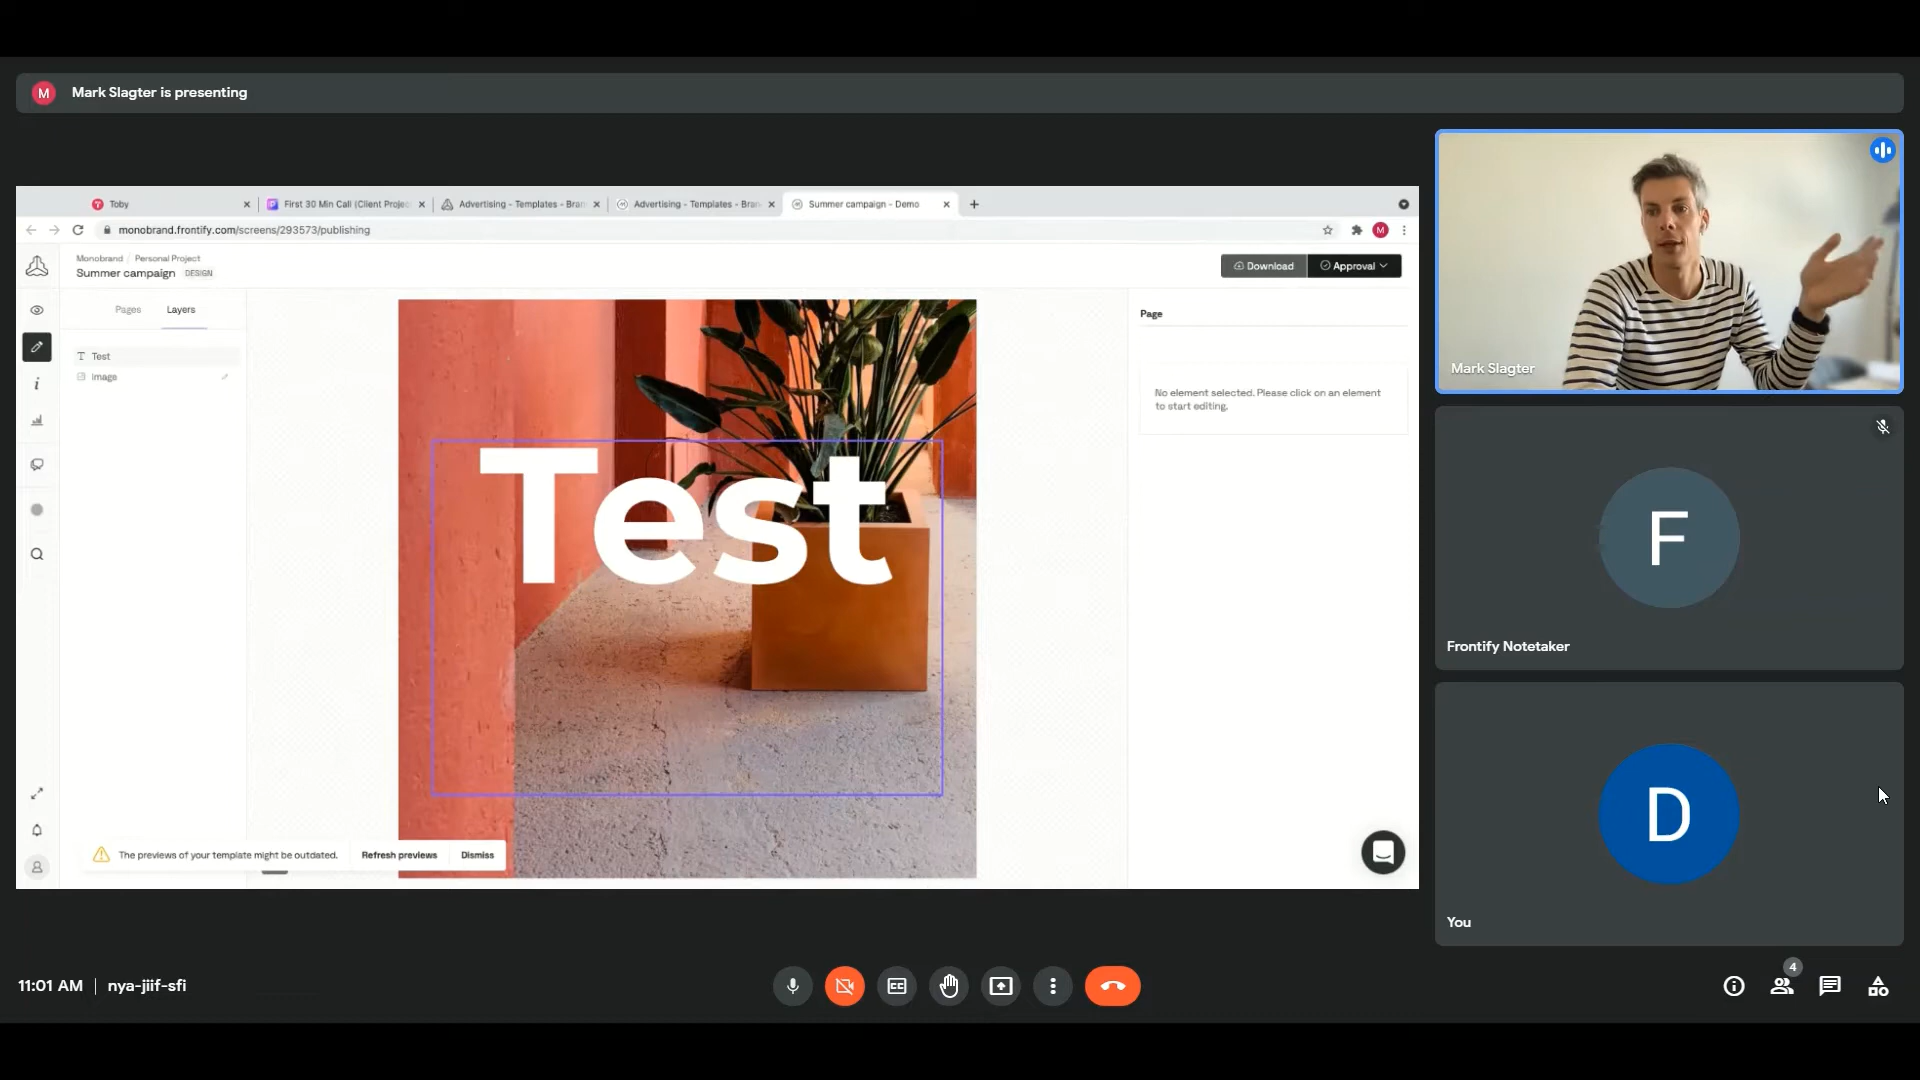 M Mark Slagter is presenting
Toby
First 30 Min Call (Client Projec
Advertising - Templates - Bran
Advertising - Templates - Bran
Summer campaign - Demo
monobrand.frontify.com/screens/293573/publishing
M
Monobrand / Personal Project
Summer campaign DESIGN
Download
Approval
Pages
Layers
Test
Image
Page
No element selected. Please click on an element
to start editing.
Test
The previews of your template might be outdated.
Refresh previews
Dismiss
Mark Slagter
F
Frontify Notetaker
D
You
11:01 AM | nya-jiif-sfi
CC
4